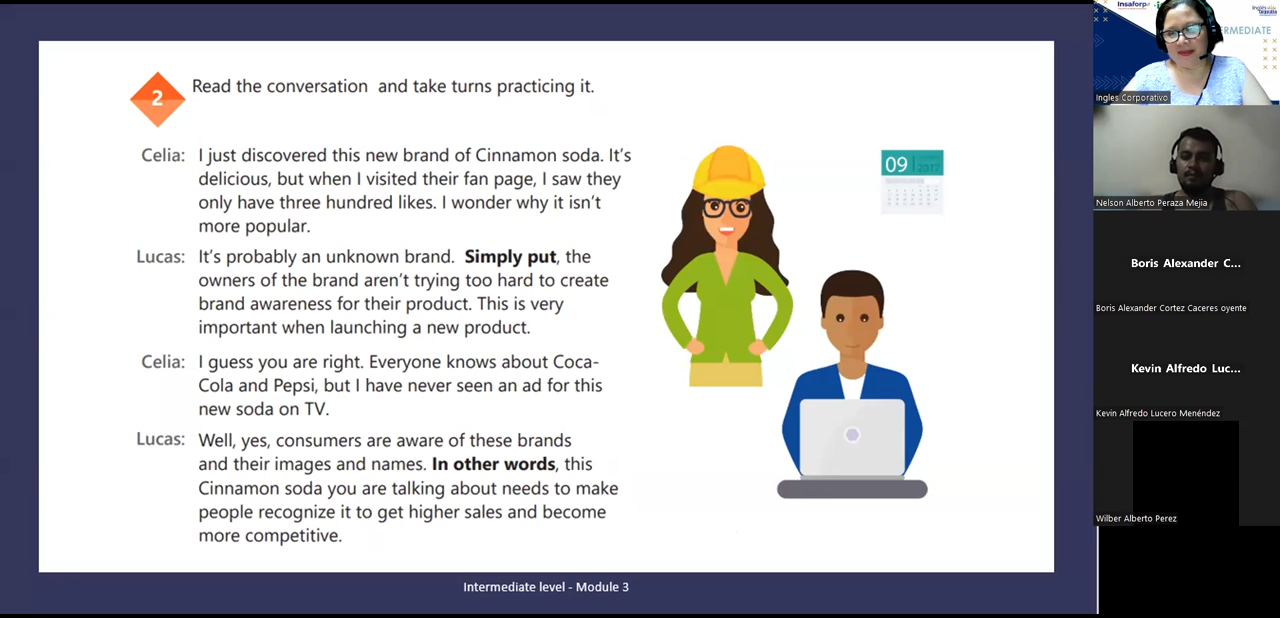 2
Read the conversation and take turns practicing it.
Celia: I just discovered this new brand of Cinnamon soda. It's
delicious, but when I visited their fan page, I saw they
only have three hundred likes. I wonder why it isn't
more popular.
Lucas: It's probably an unknown brand. Simply put, the
owners of the brand aren't trying too hard to create
brand awareness for their product. This is very
important when launching a new product.
Celia: I guess you are right. Everyone knows about Coca-
Cola and Pepsi, but I have never seen an ad for this
new soda on TV.
Lucas: Well, yes, consumers are aware of these brands
and their images and names. In other words, this
Cinnamon soda you are talking about needs to make
people recognize it to get higher sales and become
more competitive.
09
2017
Intermediate level - Module 3
Insaforp
ERMEDIATE
Ingles Corporativo
Nelson Alberto Peraza Mejia
Boris Alexander C...
Boris Alexander Cortez Caceres oyente
Kevin Alfredo Luc...
Kevin Alfredo Lucero Menéndez
Wilber Alberto Perez